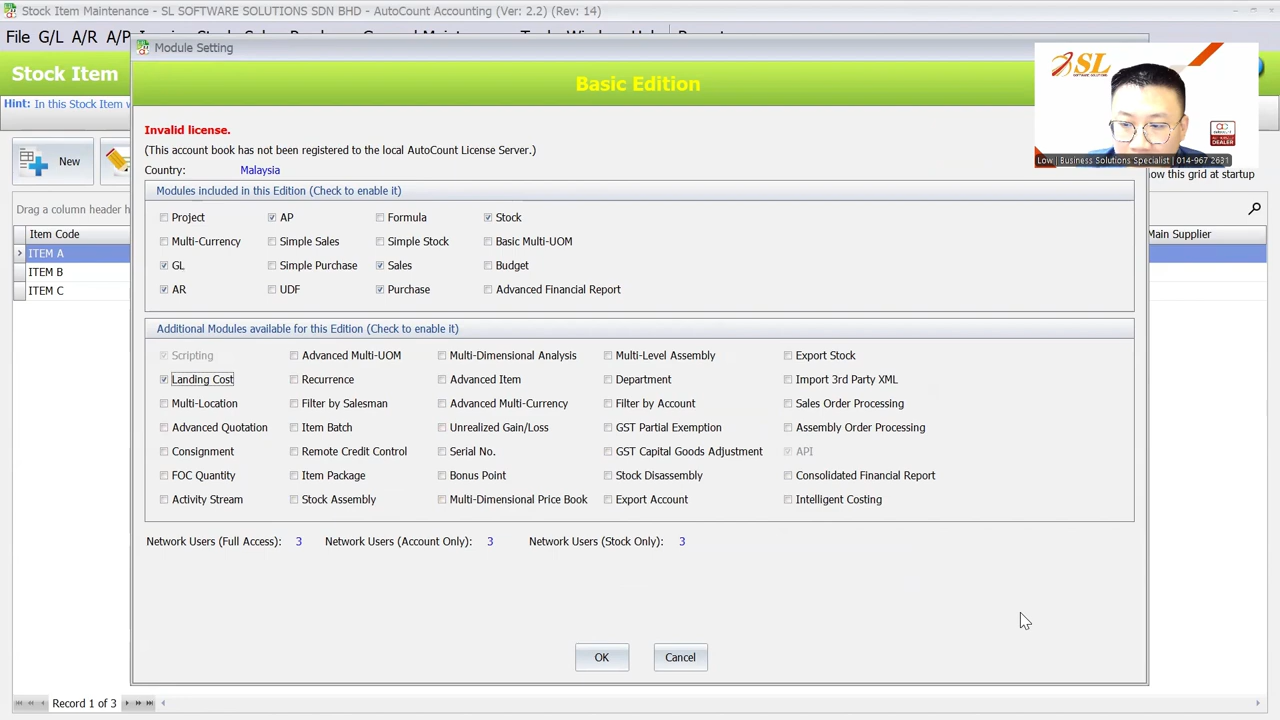 Stock Item Maintenance - SL SOFTWARE SOLUTIONS SDN BHD - AutoCount Accounting (Ver: 2.2) (Rev: 14)
File G/L A/R A/P
Module Setting
Stock Item
Basic Edition
SL
SOFTWARE SOLUTIONS
DEALER
Low | Business Solutions Specialist | 014-967 2631
Hint: In this Stock Item
Invalid license.
(This account book has not been registered to the local AutoCount License Server.)
New
Country: Malaysia
how this grid at startup
Modules included in this Edition (Check to enable it)
Drag a column header h
Project AP Formula Stock
Item Code
Main Supplier
Multi-Currency Simple Sales Simple Stock Basic Multi-UOM
ITEM A
GL Simple Purchase Sales Budget
ITEM B
AR UDF Purchase Advanced Financial Report
ITEM C
Additional Modules available for this Edition (Check to enable it)
Scripting Advanced Multi-UOM Multi-Dimensional Analysis Multi-Level Assembly Export Stock
Landing Cost Recurrence Advanced Item Department Import 3rd Party XML
Multi-Location Filter by Salesman Advanced Multi-Currency Filter by Account Sales Order Processing
Advanced Quotation Item Batch Unrealized Gain/Loss GST Partial Exemption Assembly Order Processing
Consignment Remote Credit Control Serial No. GST Capital Goods Adjustment API
FOC Quantity Item Package Bonus Point Stock Disassembly Consolidated Financial Report
Activity Stream Stock Assembly Multi-Dimensional Price Book Export Account Intelligent Costing
Network Users (Full Access): 3 Network Users (Account Only): 3 Network Users (Stock Only): 3
OK Cancel
Record 1 of 3